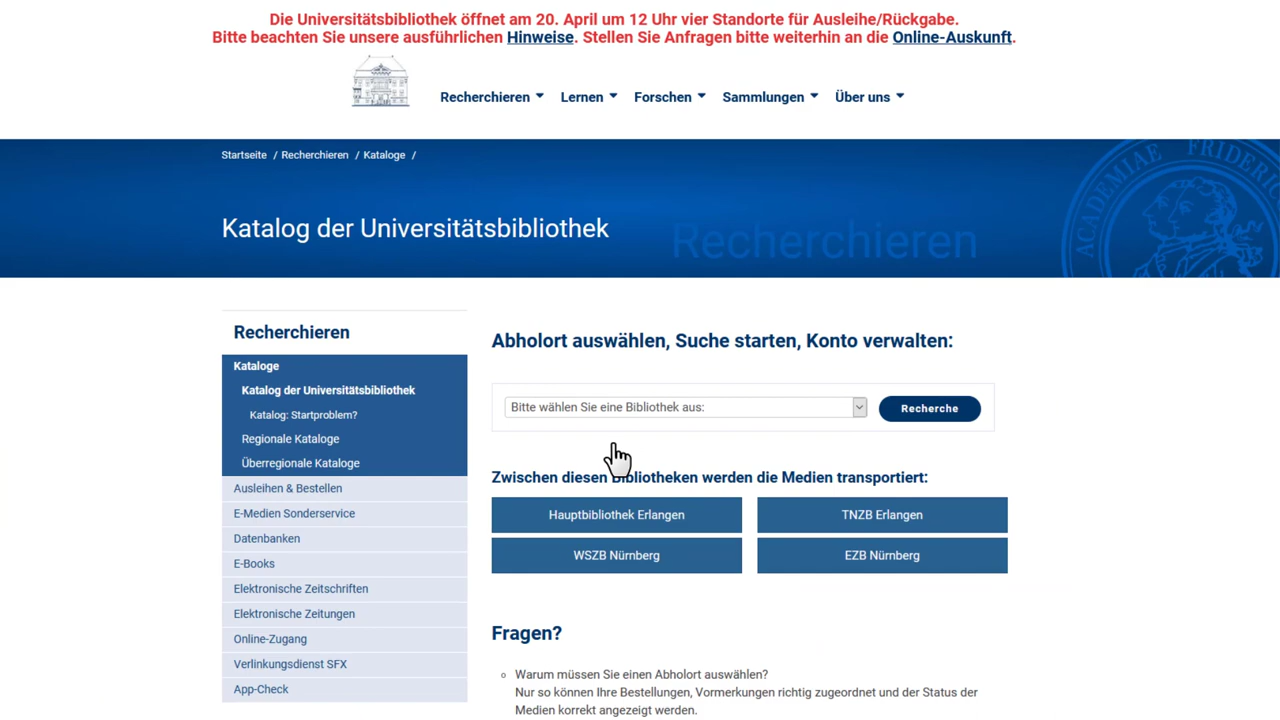 Die Universitätsbibliothek öffnet am 20. April um 12 Uhr vier Standorte für Ausleihe/Rückgabe.
Bitte beachten Sie unsere ausführlichen Hinweise. Stellen Sie Anfragen bitte weiterhin an die Online-Auskunft.
Recherchieren Lernen Forschen Sammlungen Über uns
Startseite / Recherchieren / Kataloge /
Katalog der Universitätsbibliothek
Recherchieren
ACADEMIAE FRIDERIC
Recherchieren
Kataloge
Katalog der Universitätsbibliothek
Katalog: Startproblem?
Regionale Kataloge
Überregionale Kataloge
Ausleihen & Bestellen
E-Medien Sonderservice
Datenbanken
E-Books
Elektronische Zeitschriften
Elektronische Zeitungen
Online-Zugang
Verlinkungsdienst SFX
App-Check
Abholort auswählen, Suche starten, Konto verwalten:
Bitte wählen Sie eine Bibliothek aus:
Recherche
Zwischen diesen Bibliotheken werden die Medien transportiert:
Hauptbibliothek Erlangen
TNZB Erlangen
WSZB Nürnberg
EZB Nürnberg
Fragen?
Warum müssen Sie einen Abholort auswählen?
Nur so können Ihre Bestellungen, Vormerkungen richtig zugeordnet und der Status der
Medien korrekt angezeigt werden.